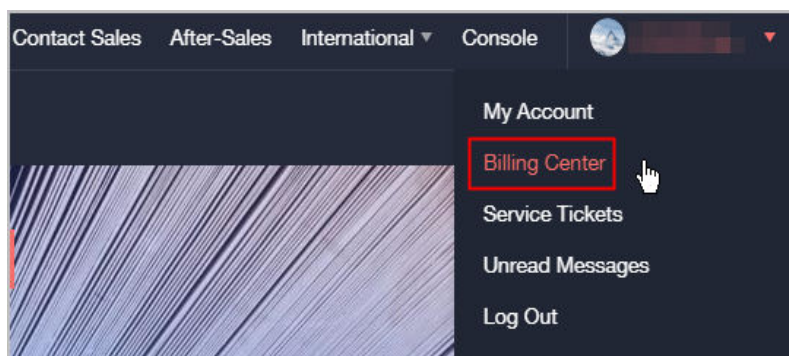 Contact Sales After-Sales International Console
My Account
Billing Center
Service Tickets
Unread Messages
Log Out